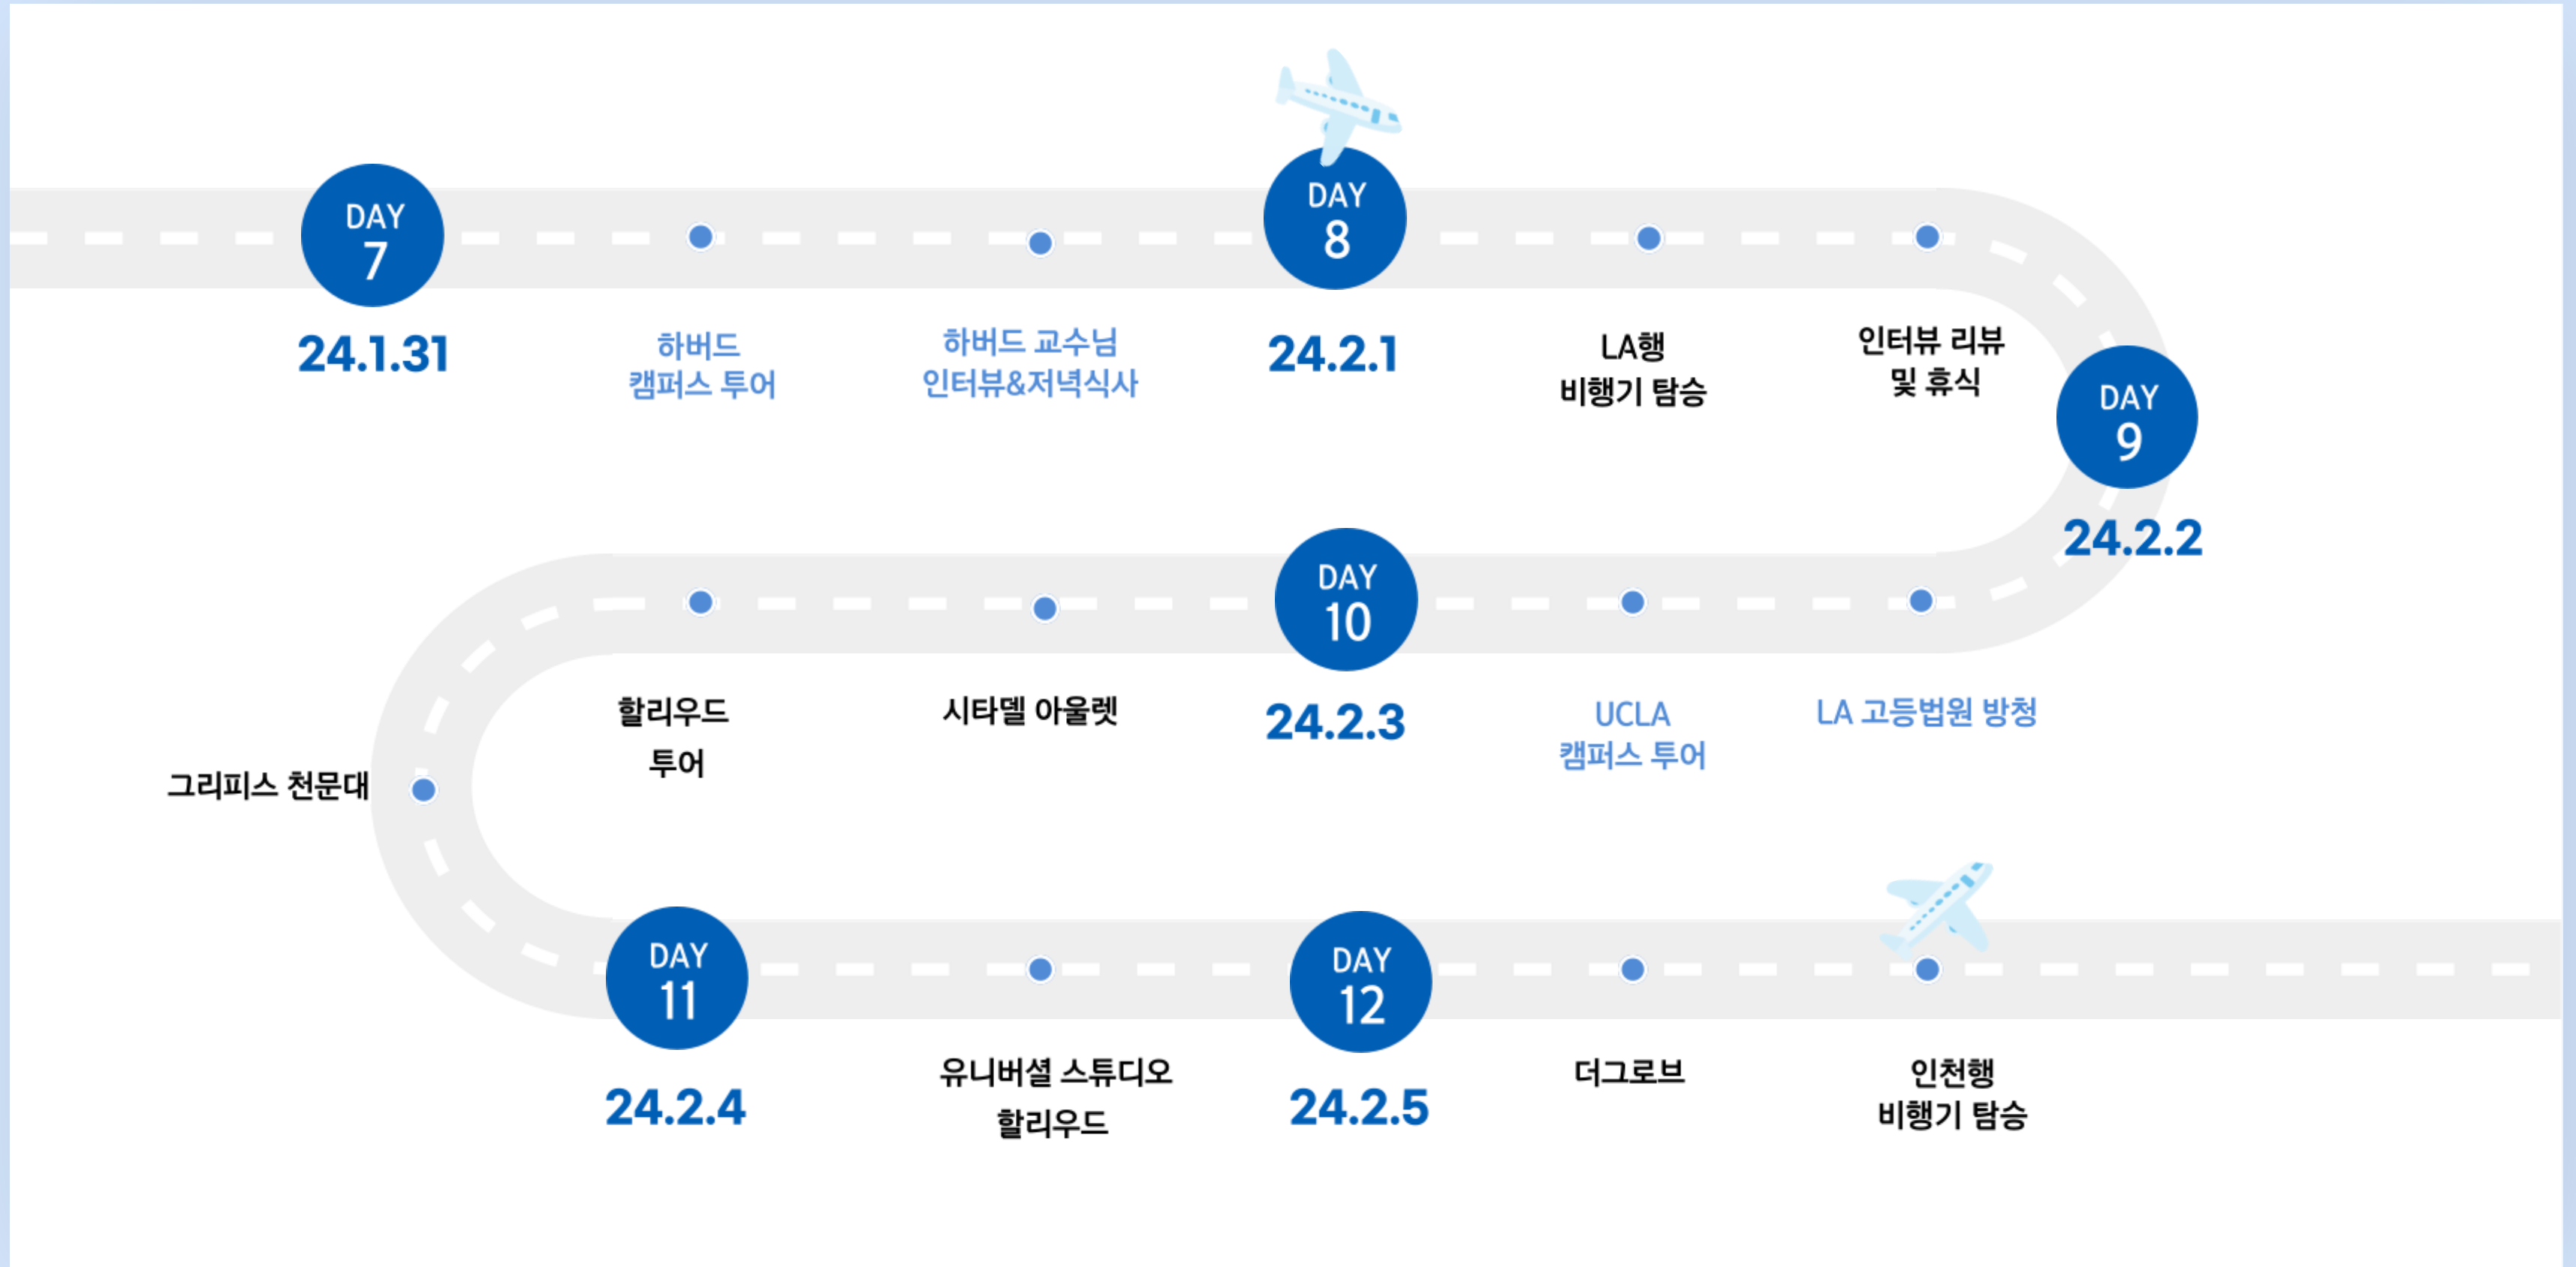 DAY
7
24.1.31
하버드
캠퍼스 투어
하버드 교수님
인터뷰&저녁식사
DAY
8
24.2.1
LA행
비행기 탐승
인터뷰 리뷰
및 휴식
DAY
9
24.2.2
LA 고등법원 방청
UCLA
캠퍼스 투어
DAY
10
24.2.3
시타델 아울렛
할리우드
투어
그리피스 천문대
DAY
11
24.2.4
유니버셜 스튜디오
할리우드
DAY
12
24.2.5
더그로브
인천행
비행기 탐승